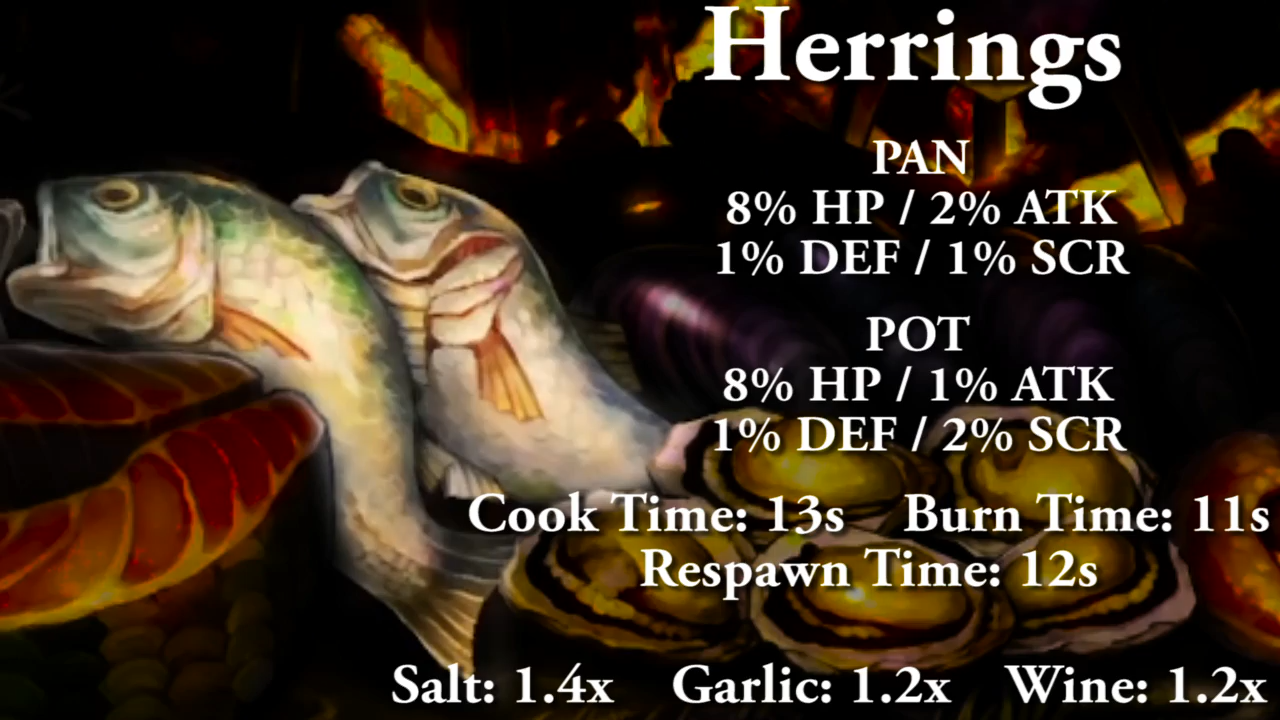 Herrings
PAN
8% HP / 2% ATK
1% DEF / 1% SCR
POT
8% HP / 1% ATK
1% DEF / 2% SCR
Cook Time: 13s Burn Time: 11s
Respawn Time: 12s
Salt: 1.4x Garlic: 1.2x Wine: 1.2x